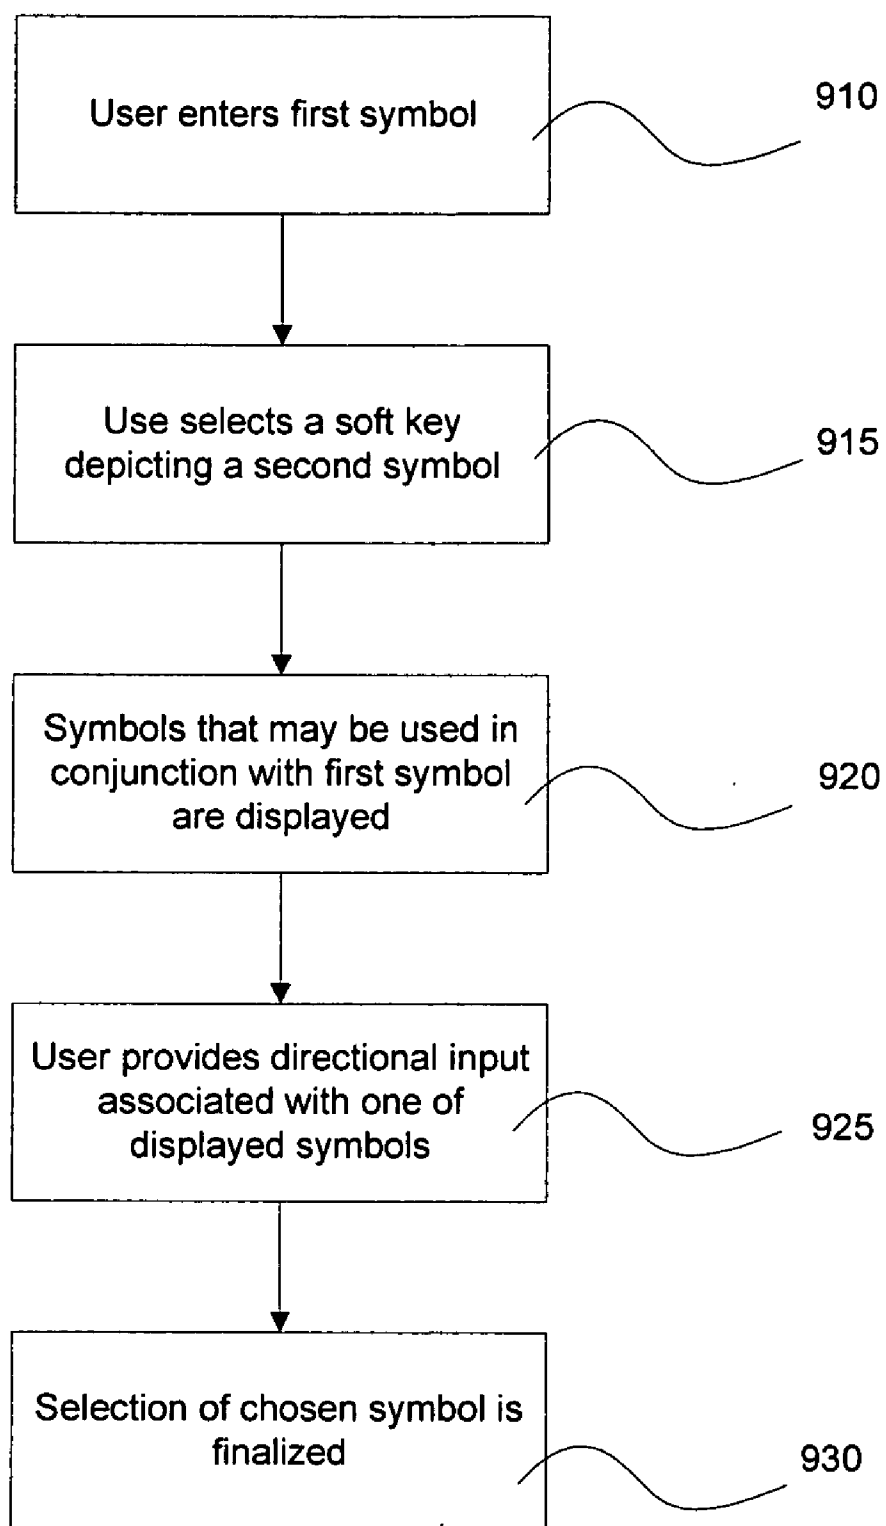 User enters first symbol
910
Use selects a soft key
depicting a second symbol
915
Symbols that may be used in
conjunction with first symbol
are displayed
920
User provides directional input
associated with one of
displayed symbols
925
Selection of chosen symbol is
finalized
930